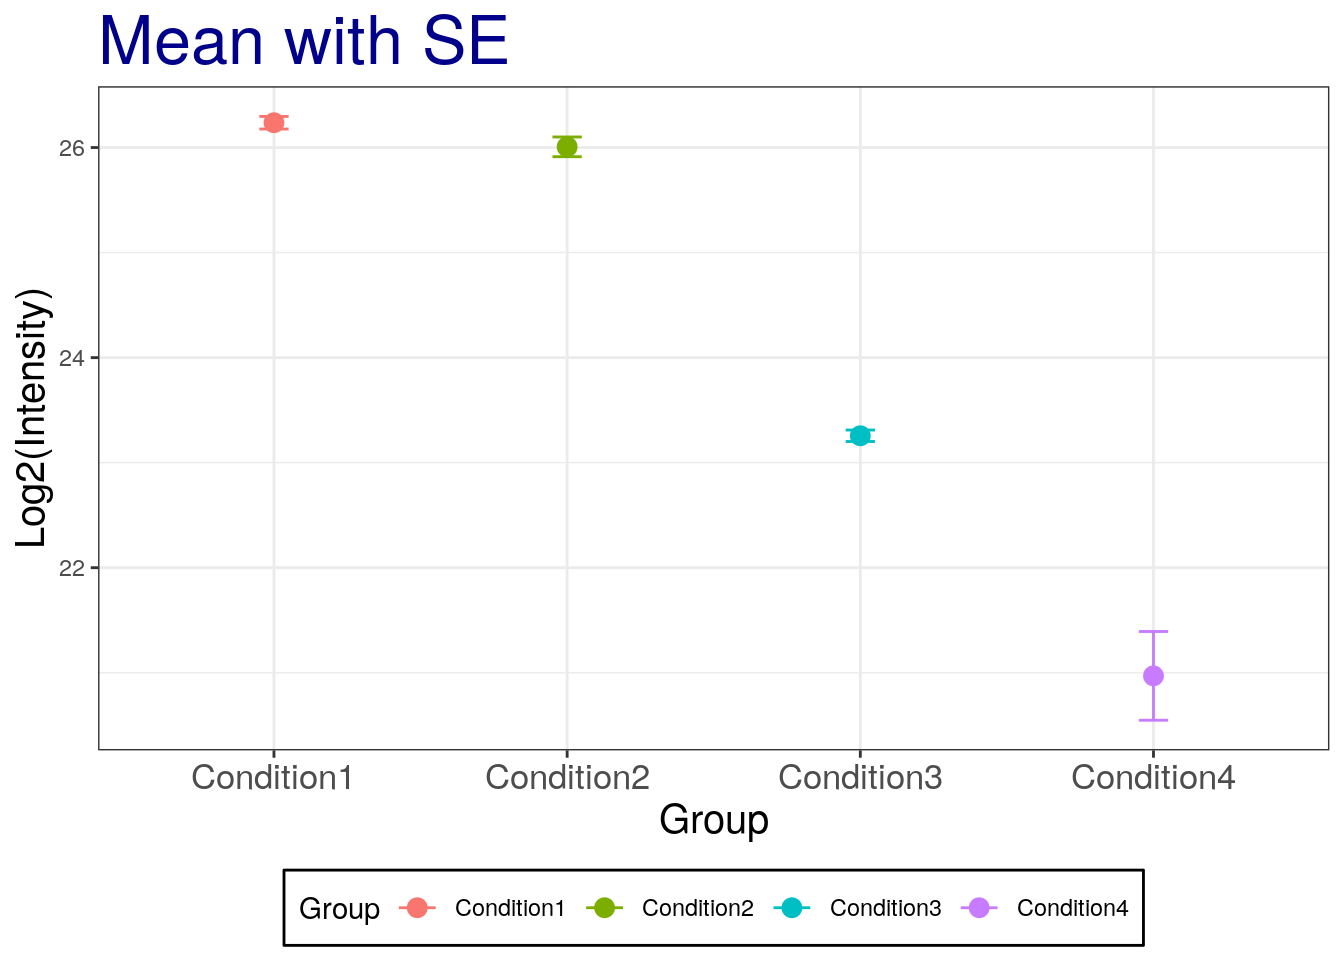 Mean with SE
Log2(Intensity)
26
24
22
Condition1 Condition2 Condition3 Condition4
Group
Group Condition1 Condition2 Condition3 Condition4